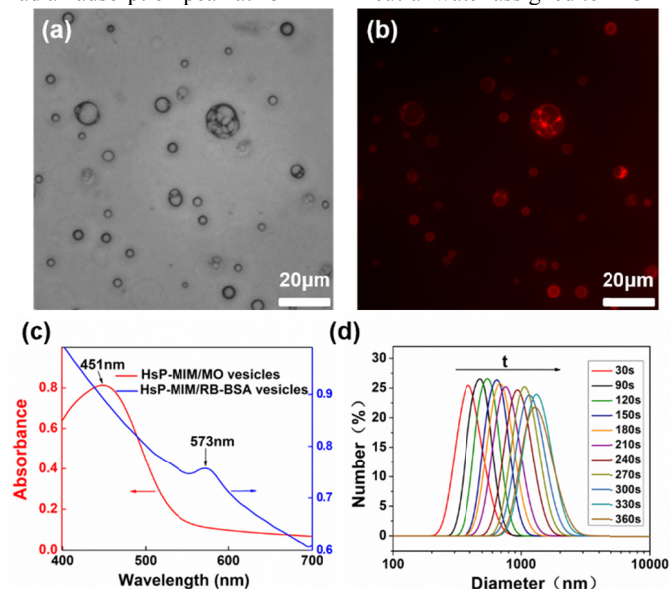 (a)
(b)
20μm
20μm
(c)
(d)
451nm
573nm
HsP-MIM/MO vesicles
HsP-MIM/RB-BSA vesicles
Absorbance
0.8
0.6
0.4
0.2
0.0
0.9
0.8
0.7
0.6
400 500 600 700
Wavelength (nm)
t
Number（%）
30
25
20
15
10
5
0
100 1000 10000
Diameter（nm）
30s
90s
120s
150s
180s
210s
240s
270s
300s
330s
360s